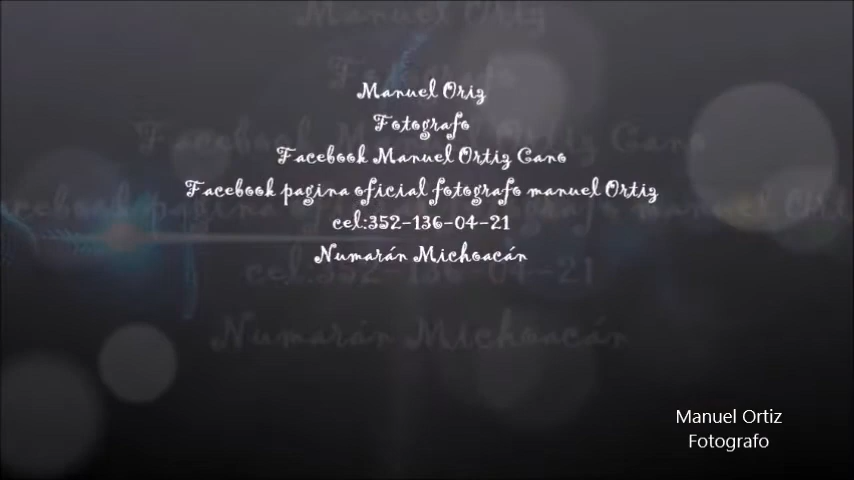 Manuel Oriz
Fotografo
Facebook Manuel Ortiz Cano
Facebook pagina oficial fotografo manuel Ortiz
cel:352-136-04-21
Numarán Michoacán
Manuel Ortiz
Fotografo